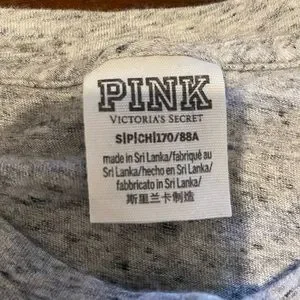 PINK
VICTORIA'S SECRET
S|P|CH|170/88A
made in Sri Lanka/fabriqué au
Sri Lanka/hecho en Sri Lanka/
fabbricato in Sri Lanka/
斯里兰卡制造